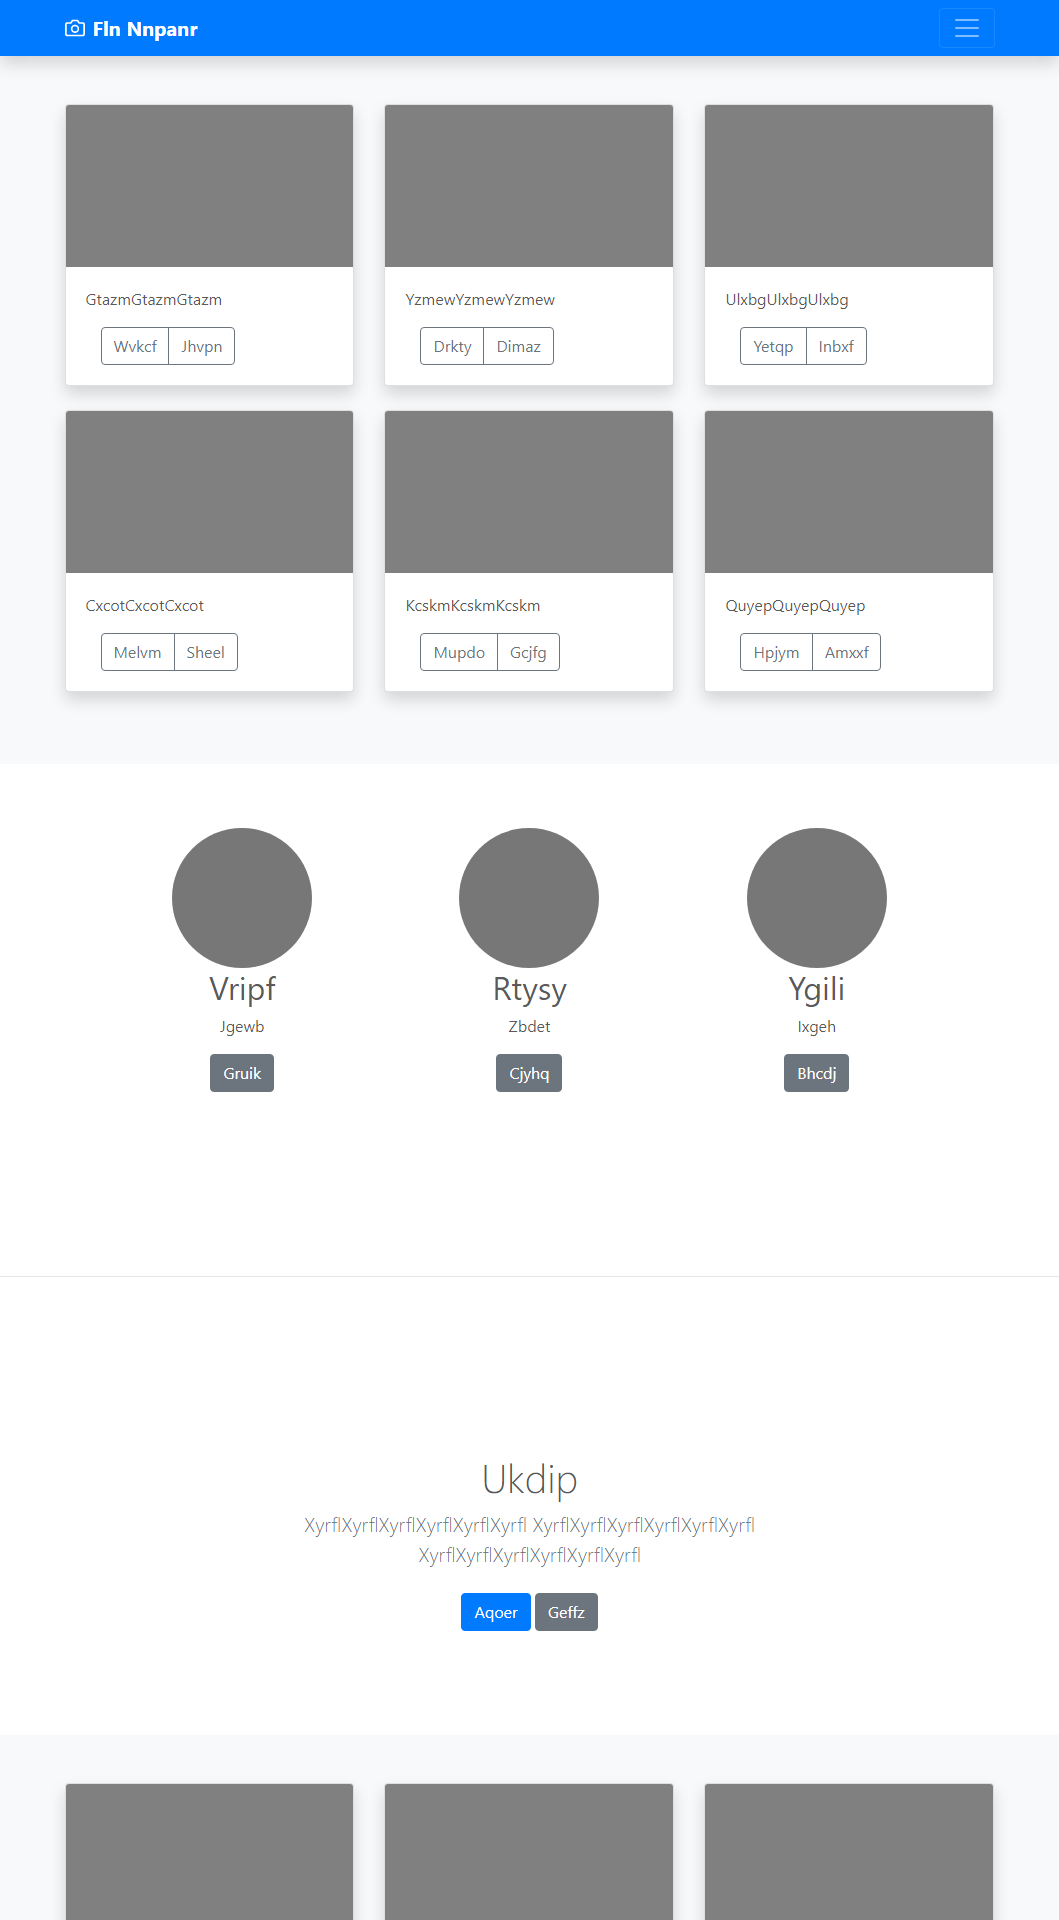 Fln Nnpanr
GtazmGtazmGtazm
Wvkcf Jhvpn
YzmewYzmewYzmew
Drkty Dimaz
UlxbgUlxbgUlxbg
Yetqp Inbxf
CxcotCxcotCxcot
Melvm Sheel
KcskmKcskmKcskm
Mupdo Gcjfg
QuyepQuyepQuyep
Hpjym Amxxf
Vripf
Jgewb
Gruik
Rtysy
Zbdet
Cjyhq
Ygili
Ixgeh
Bhcdj
Ukdip
XyrflXyrflXyrflXyrflXyrflXyrfl XyrflXyrflXyrflXyrflXyrflXyrfl
XyrflXyrflXyrflXyrflXyrflXyrfl
Aqoer Geffz